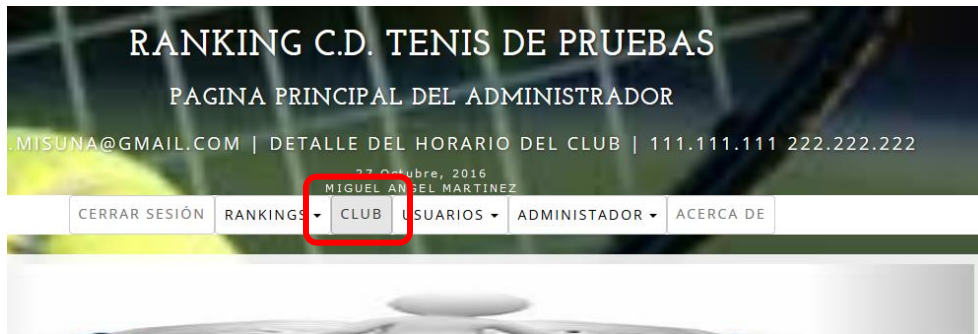 RANKING C.D. TENIS DE PRUEBAS
PAGINA PRINCIPAL DEL ADMINISTRADOR
.MISUNA@GMAIL.COM | DETALLE DEL HORARIO DEL CLUB | 111.111.111 222.222.222
27 Octubre, 2016
MIGUEL ANGEL MARTINEZ
CERRAR SESIÓN RANKINGS CLUB USUARIOS ADMINISTADOR ACERCA DE